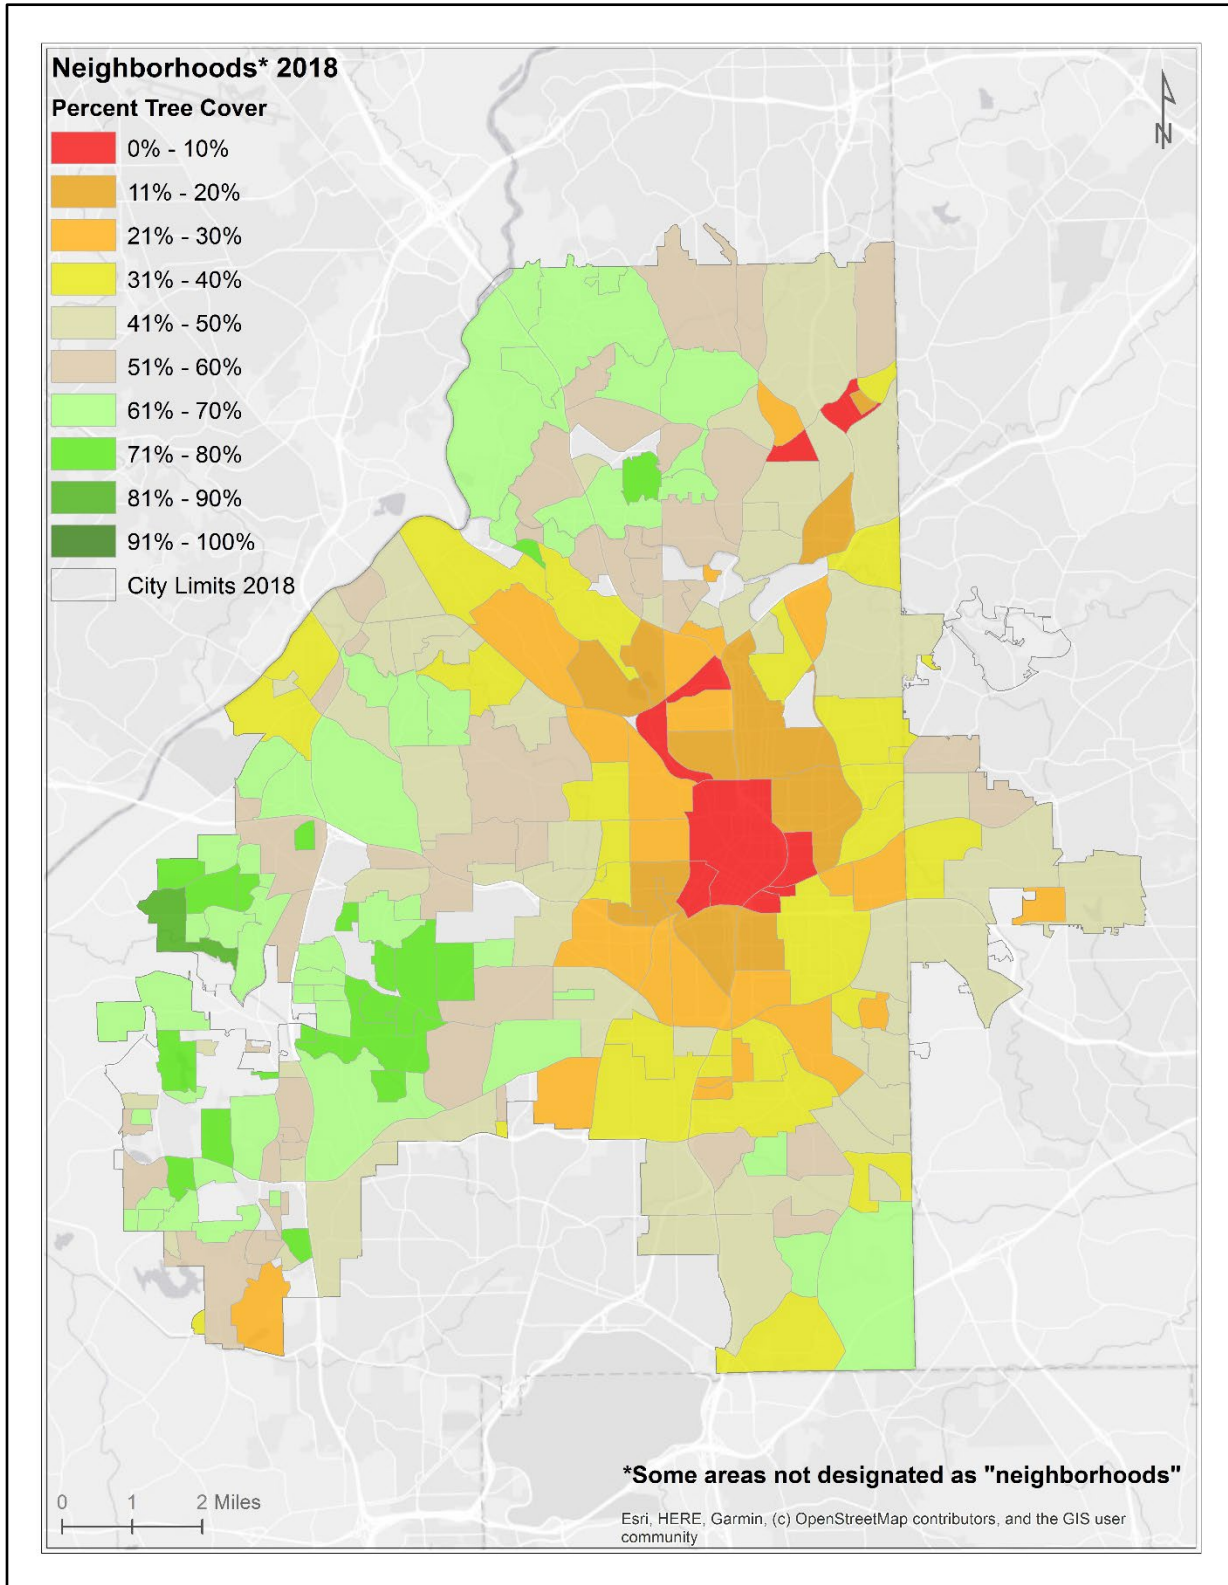 Neighborhoods* 2018
Percent Tree Cover
0% - 10%
11% - 20%
21% - 30%
31% - 40%
41% - 50%
51% - 60%
61% - 70%
71% - 80%
81% - 90%
91% - 100%
City Limits 2018
N
*Some areas not designated as "neighborhoods"
0 1 2 Miles
Esri, HERE, Garmin, (c) OpenStreetMap contributors, and the GIS user
community